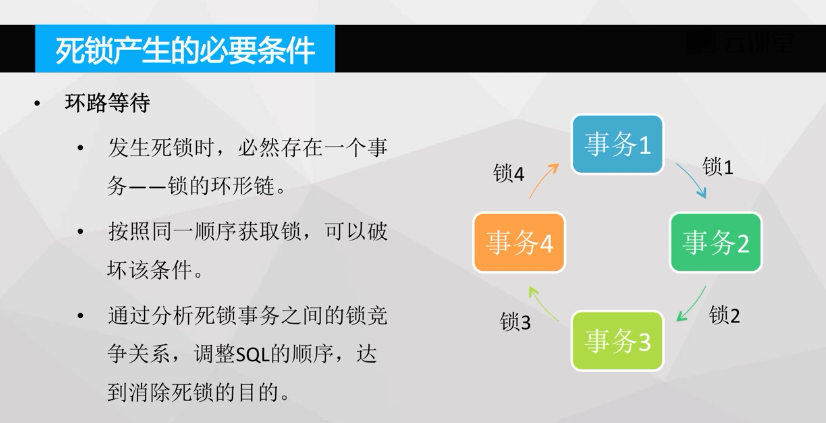 死锁产生的必要条件
• 环路等待
• 发生死锁时，必然存在一个事
务——锁的环形链。
• 按照同一顺序获取锁，可以破
坏该条件。
• 通过分析死锁事务之间的锁竞
争关系，调整SQL的顺序，达
到消除死锁的目的。
事务1
锁4
锁1
事务4
事务2
锁3
锁2
事务3